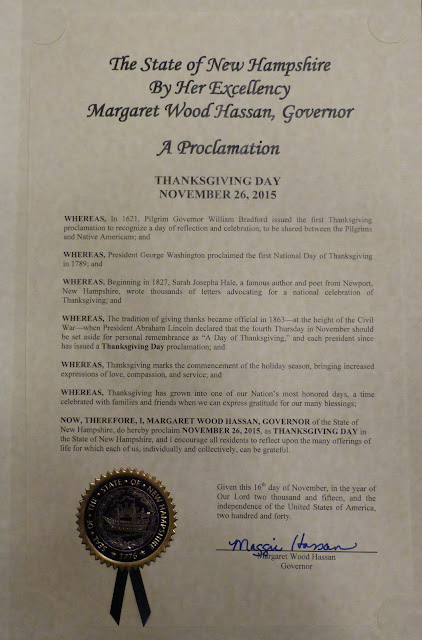 The State of New Hampshire
By Her Excellency
Margaret Wood Hassan, Governor
A Proclamation
THANKSGIVING DAY
NOVEMBER 26, 2015
WHEREAS, In 1621, Pilgrim Governor William Bradford issued the first Thanksgiving
proclamation to recognize a day of reflection and celebration, to be shared between the Pilgrims
and Native Americans; and
WHEREAS, President George Washington proclaimed the first National Day of Thanksgiving
in 1789; and
WHEREAS, Beginning in 1827, Sarah Josepha Hale, a famous author and poet from Newport,
New Hampshire, wrote thousands of letters advocating for a national celebration of
Thanksgiving; and
WHEREAS, The tradition of giving thanks became official in 1863—at the height of the Civil
War—when President Abraham Lincoln declared that the fourth Thursday in November should
be set aside for personal remembrance as “A Day of Thanksgiving,” and each president since
has issued a Thanksgiving Day proclamation; and
WHEREAS, Thanksgiving marks the commencement of the holiday season, bringing increased
expressions of love, compassion, and service; and
WHEREAS, Thanksgiving has grown into one of our Nation’s most honored days, a time
celebrated with families and friends when we can express gratitude for our many blessings;
NOW, THEREFORE, I, MARGARET WOOD HASSAN, GOVERNOR of the State of
New Hampshire, do hereby proclaim NOVEMBER 26, 2015, as THANKSGIVING DAY in
the State of New Hampshire, and I encourage all residents to reflect upon the many offerings of
life for which each of us, individually and collectively, can be grateful.
Given this 16th day of November, in the year of
Our Lord two thousand and fifteen, and the
independence of the United States of America,
two hundred and forty.
Maggie Hassan
Margaret Wood Hassan
Governor
SEAL OF THE STATE OF NEW HAMPSHIRE
1776